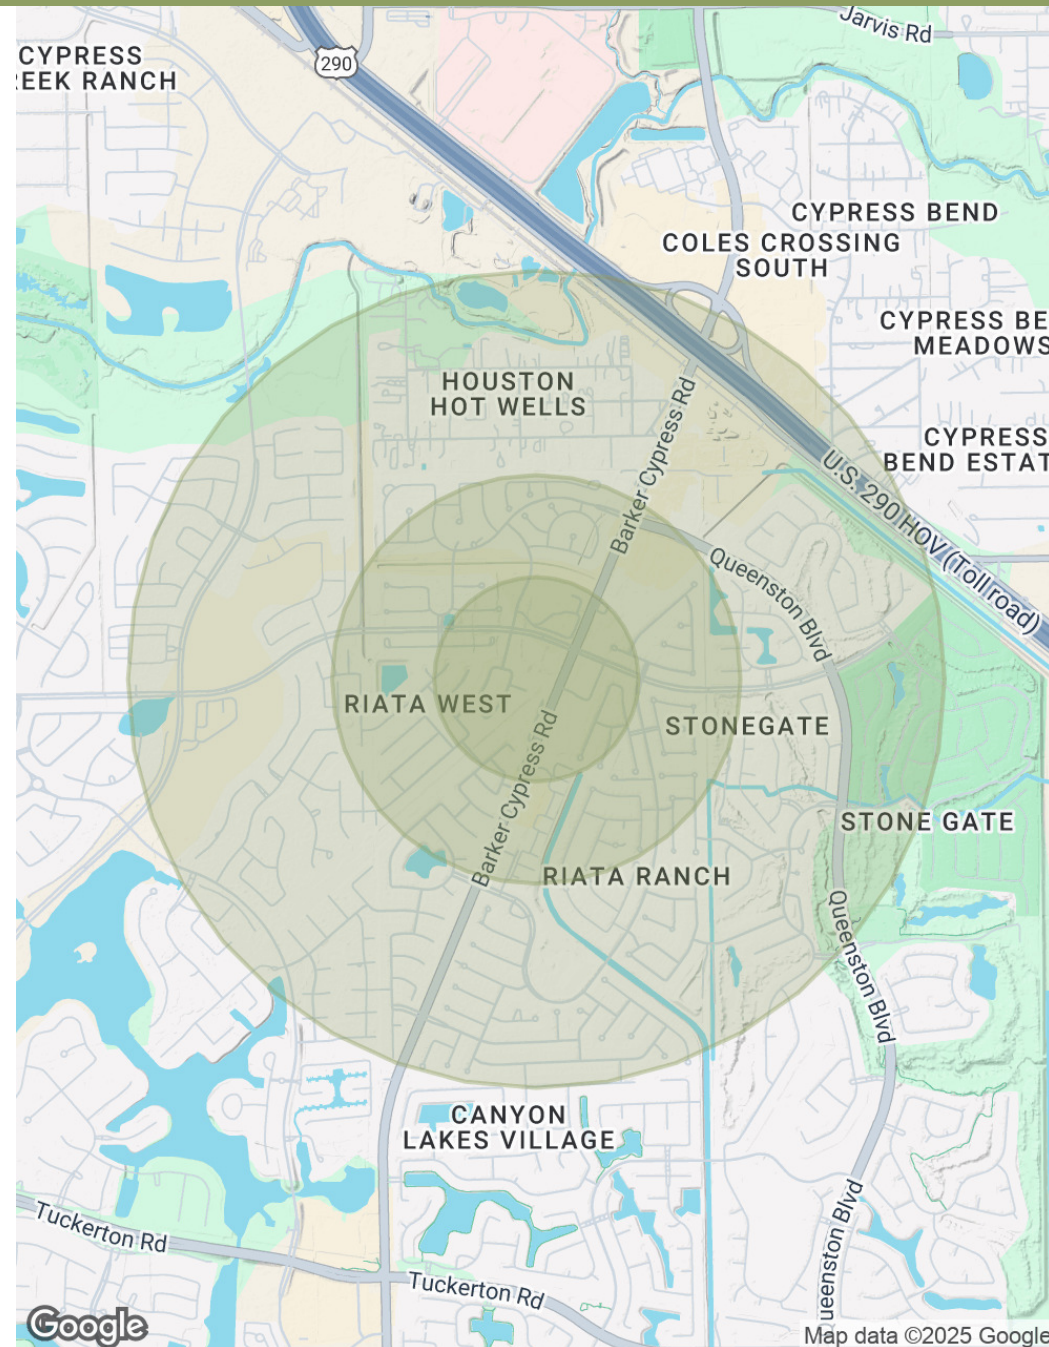 Jarvis Rd
CYPRESS
REEK RANCH
290
CYPRESS BEND
COLES CROSSING
SOUTH
CYPRESS BE
MEADOWS
HOUSTON
HOT WELLS
Barker Cypress Rd
CYPRESS
BEND ESTAT
U.S. 290 HOV (Toll road)
Queenston Blvd
RIATA WEST
STONEGATE
Barker Cypress Rd
STONE GATE
RIATA RANCH
Queenston Blvd
CANYON
LAKES VILLAGE
Tuckerton Rd
Queenston Blvd
Tuckerton Rd
Google
Map data ©2025 Google